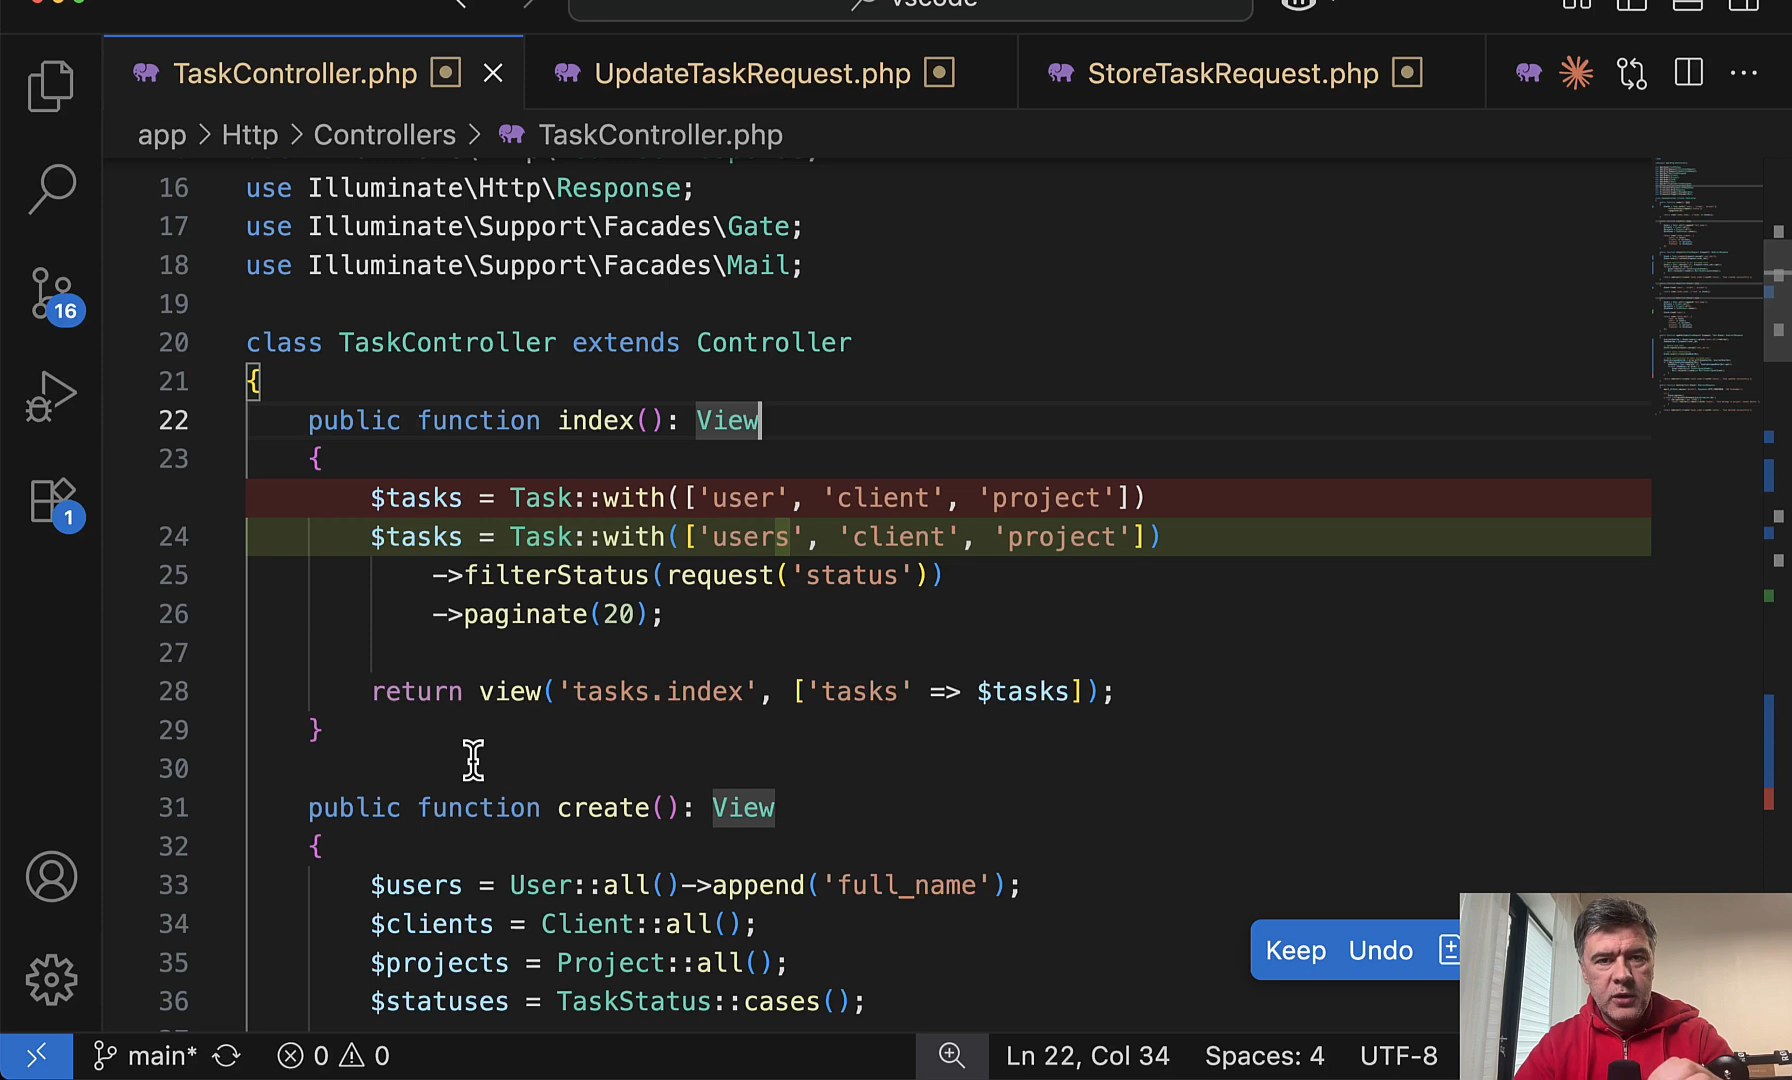 vscode
TaskController.php
UpdateTaskRequest.php
StoreTaskRequest.php
app > Http > Controllers > TaskController.php
16 use Illuminate\Http\Response;
17 use Illuminate\Support\Facades\Gate;
18 use Illuminate\Support\Facades\Mail;
19
20 class TaskController extends Controller
21 {
22 public function index(): View
23 {
$tasks = Task::with(['user', 'client', 'project'])
24 $tasks = Task::with(['users', 'client', 'project'])
25 ->filterStatus(request('status'))
26 ->paginate(20);
27
28 return view('tasks.index', ['tasks' => $tasks]);
29 }
30
31 public function create(): View
32 {
33 $users = User::all()->append('full_name');
34 $clients = Client::all();
35 $projects = Project::all();
36 $statuses = TaskStatus::cases();
16
1
Keep Undo
main* 0 0 Ln 22, Col 34 Spaces: 4 UTF-8